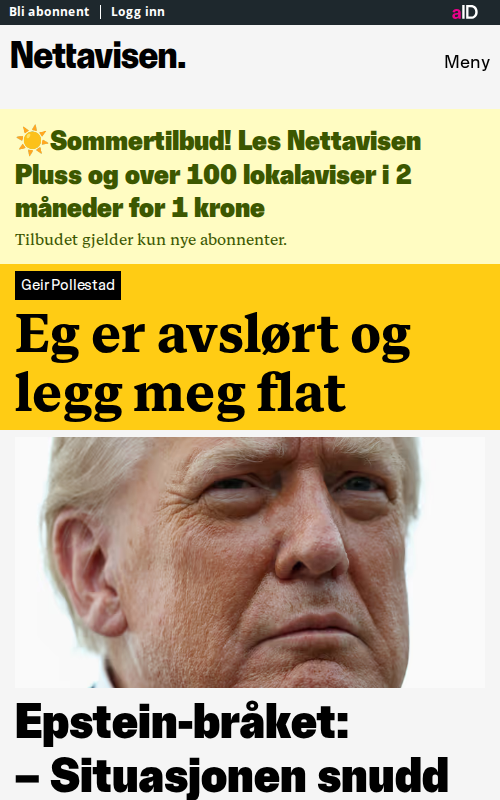 Bli abonnent | Logg inn
aID
Nettavisen.
Meny
☀️Sommertilbud! Les Nettavisen
Pluss og over 100 lokalaviser i 2
måneder for 1 krone
Tilbudet gjelder kun nye abonnenter.
Geir Pollestad
Eg er avslørt og
legg meg flat
Epstein-bråket:
– Situasjonen snudd